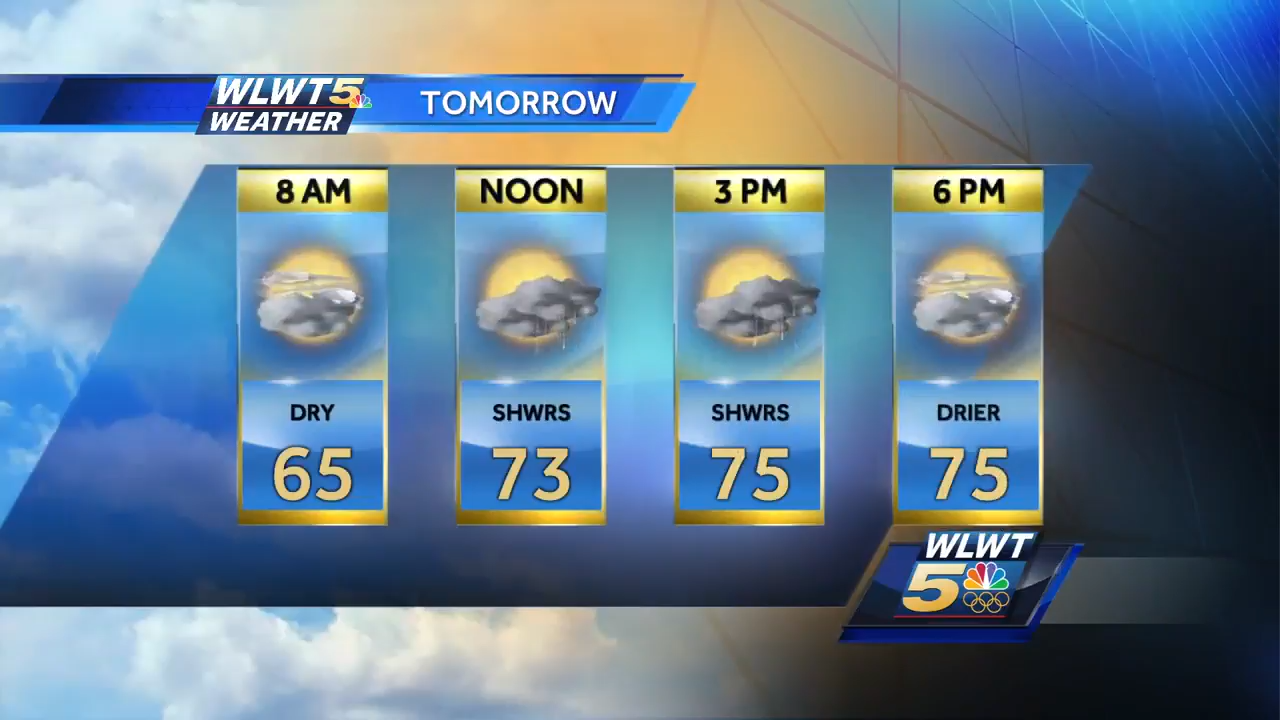 WLWT5
WEATHER
TOMORROW
8 AM
NOON
3 PM
6 PM
DRY
SHWRS
SHWRS
DRIER
65
73
75
75
WLWT
5